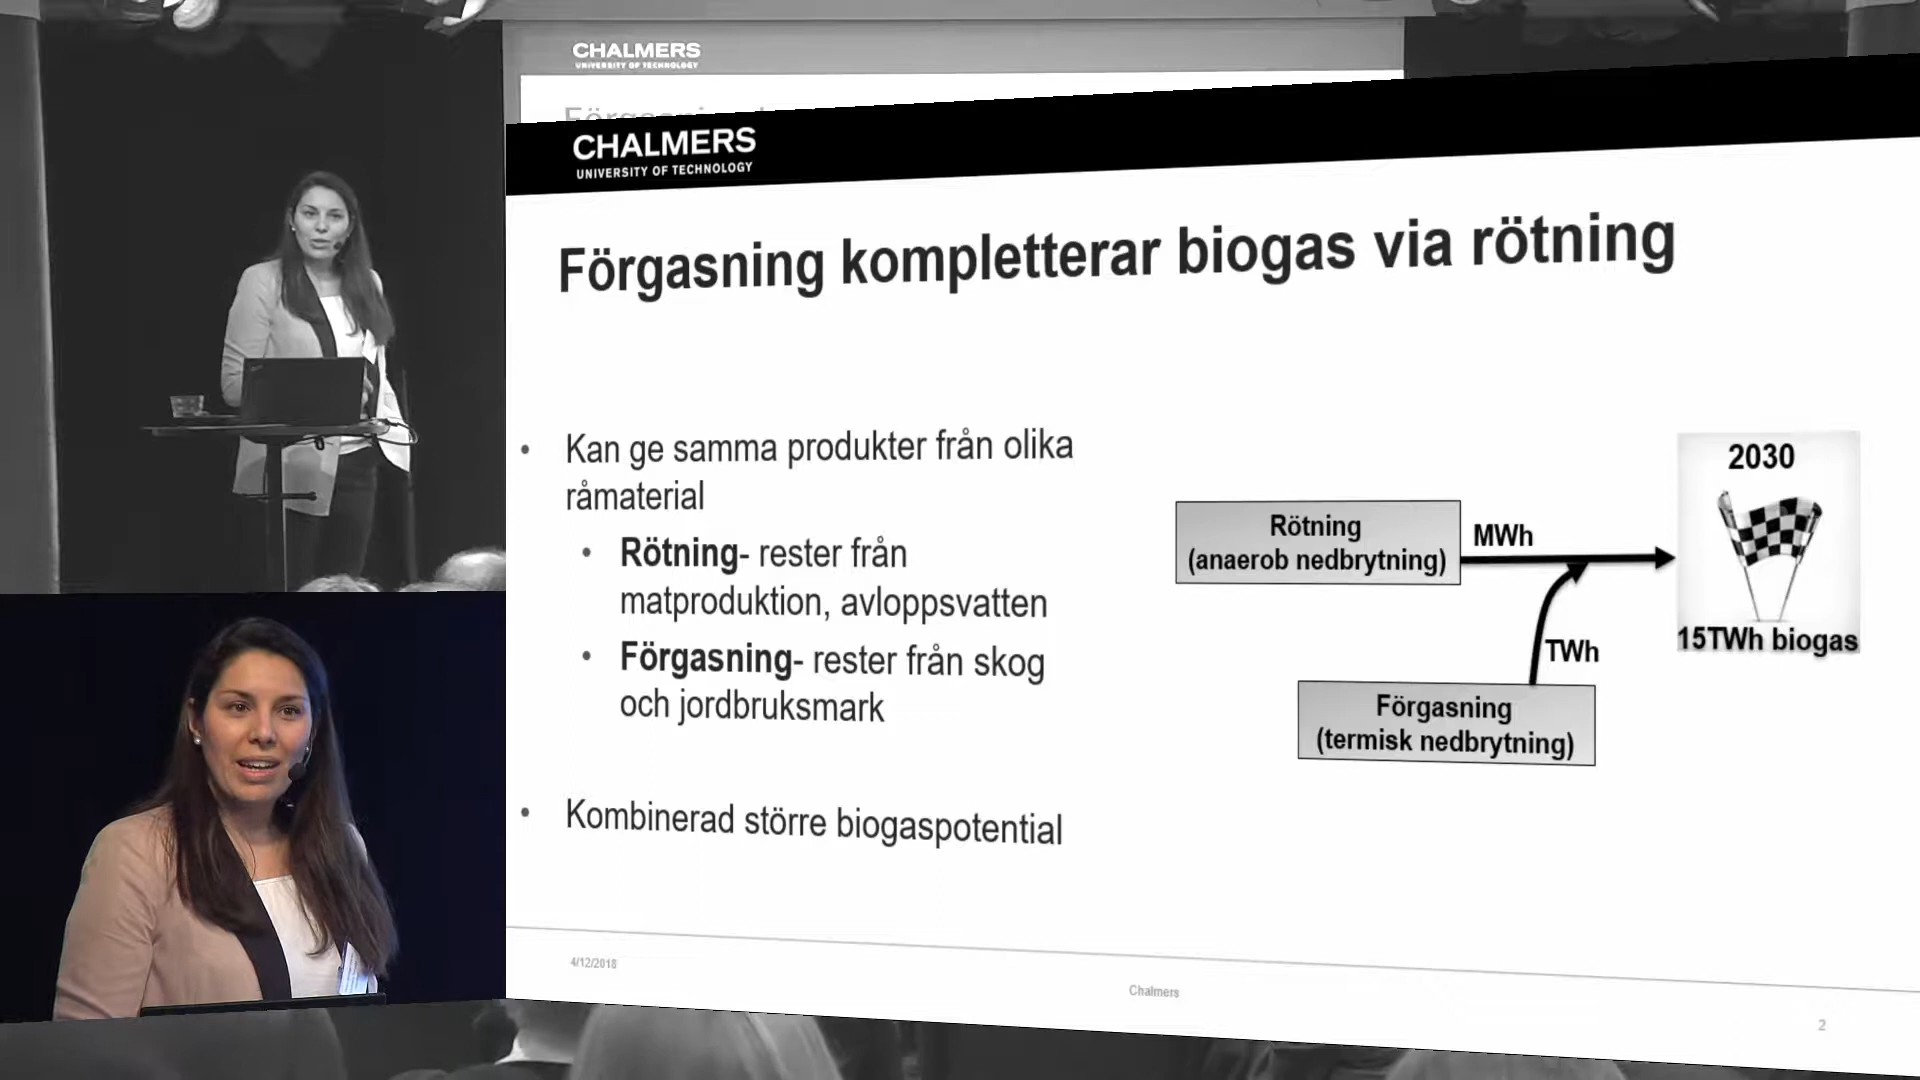 CHALMERS
UNIVERSITY OF TECHNOLOGY
CHALMERS
UNIVERSITY OF TECHNOLOGY
Förgasning kompletterar biogas via rötning
• Kan ge samma produkter från olika
råmaterial
• Rötning- rester från
matproduktion, avloppsvatten
• Förgasning- rester från skog
och jordbruksmark
• Kombinerad större biogaspotential
Rötning
(anaerob nedbrytning)
MWh
TWh
Förgasning
(termisk nedbrytning)
2030
15TWh biogas
4/12/2018
Chalmers
2